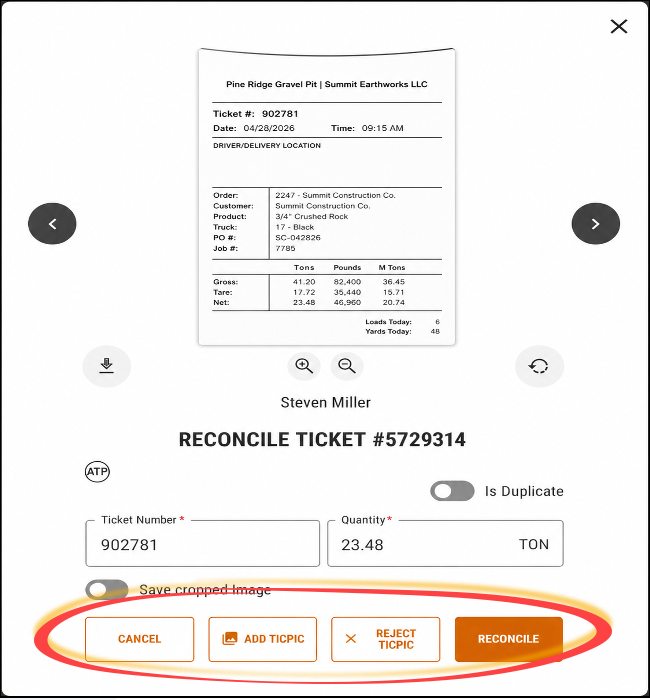 Pine Ridge Gravel Pit | Summit Earthworks LLC
Ticket #: 902781
Date: 04/28/2026 Time: 09:15 AM
DRIVER/DELIVERY LOCATION
Order: 2247 - Summit Construction Co.
Customer: Summit Construction Co.
Product: 3/4" Crushed Rock
Truck: 17 - Black
PO #: SC-042826
Job #: 7785
Tons Pounds M Tons
Gross: 41.20 82,400 36.45
Tare: 17.72 35,440 15.71
Net: 23.48 46,960 20.74
Loads Today: 6
Yards Today: 48
Steven Miller
RECONCILE TICKET #5729314
ATP
Is Duplicate
Ticket Number * Quantity *
902781 23.48 TON
Save cropped Image
CANCEL ADD TICPIC REJECT TICPIC RECONCILE